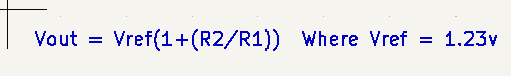 Vout = Vref(1+(R2/R1)) Where Vref = 1.23v